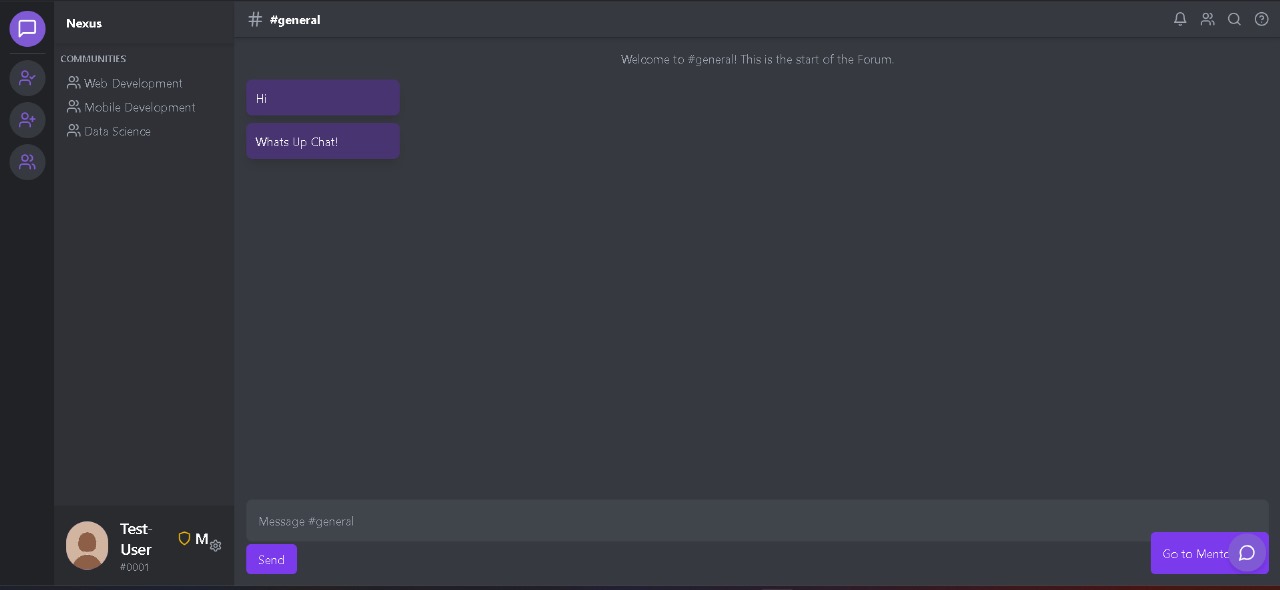 Nexus
#general
COMMUNITIES
Web Development
Mobile Development
Data Science
Welcome to #general! This is the start of the Forum.
Hi
Whats Up Chat!
Message #general
Send
Test-
User
#0001
M
Go to